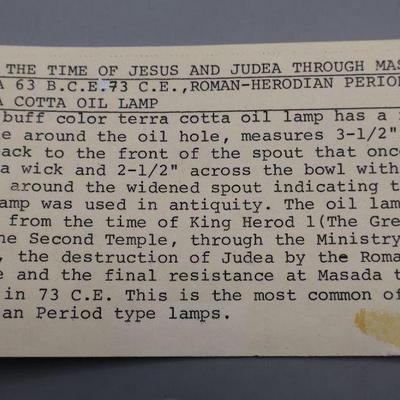 THE TIME OF JESUS AND JUDEA THROUGH MAS
A 63 B.C.E.73 C.E.,ROMAN-HERODIAN PERIOD
A COTTA OIL LAMP
buff color terra cotta oil lamp has a
e around the oil hole, measures 3-1/2"
ack to the front of the spout that onc
a wick and 2-1/2" across the bowl with
around the widened spout indicating t
amp was used in antiquity. The oil lam
from the time of King Herod l(The Gre
he Second Temple, through the Ministry
, the destruction of Judea by the Roma
e and the final resistance at Masada t
in 73 C.E. This is the most common of
an Period type lamps.